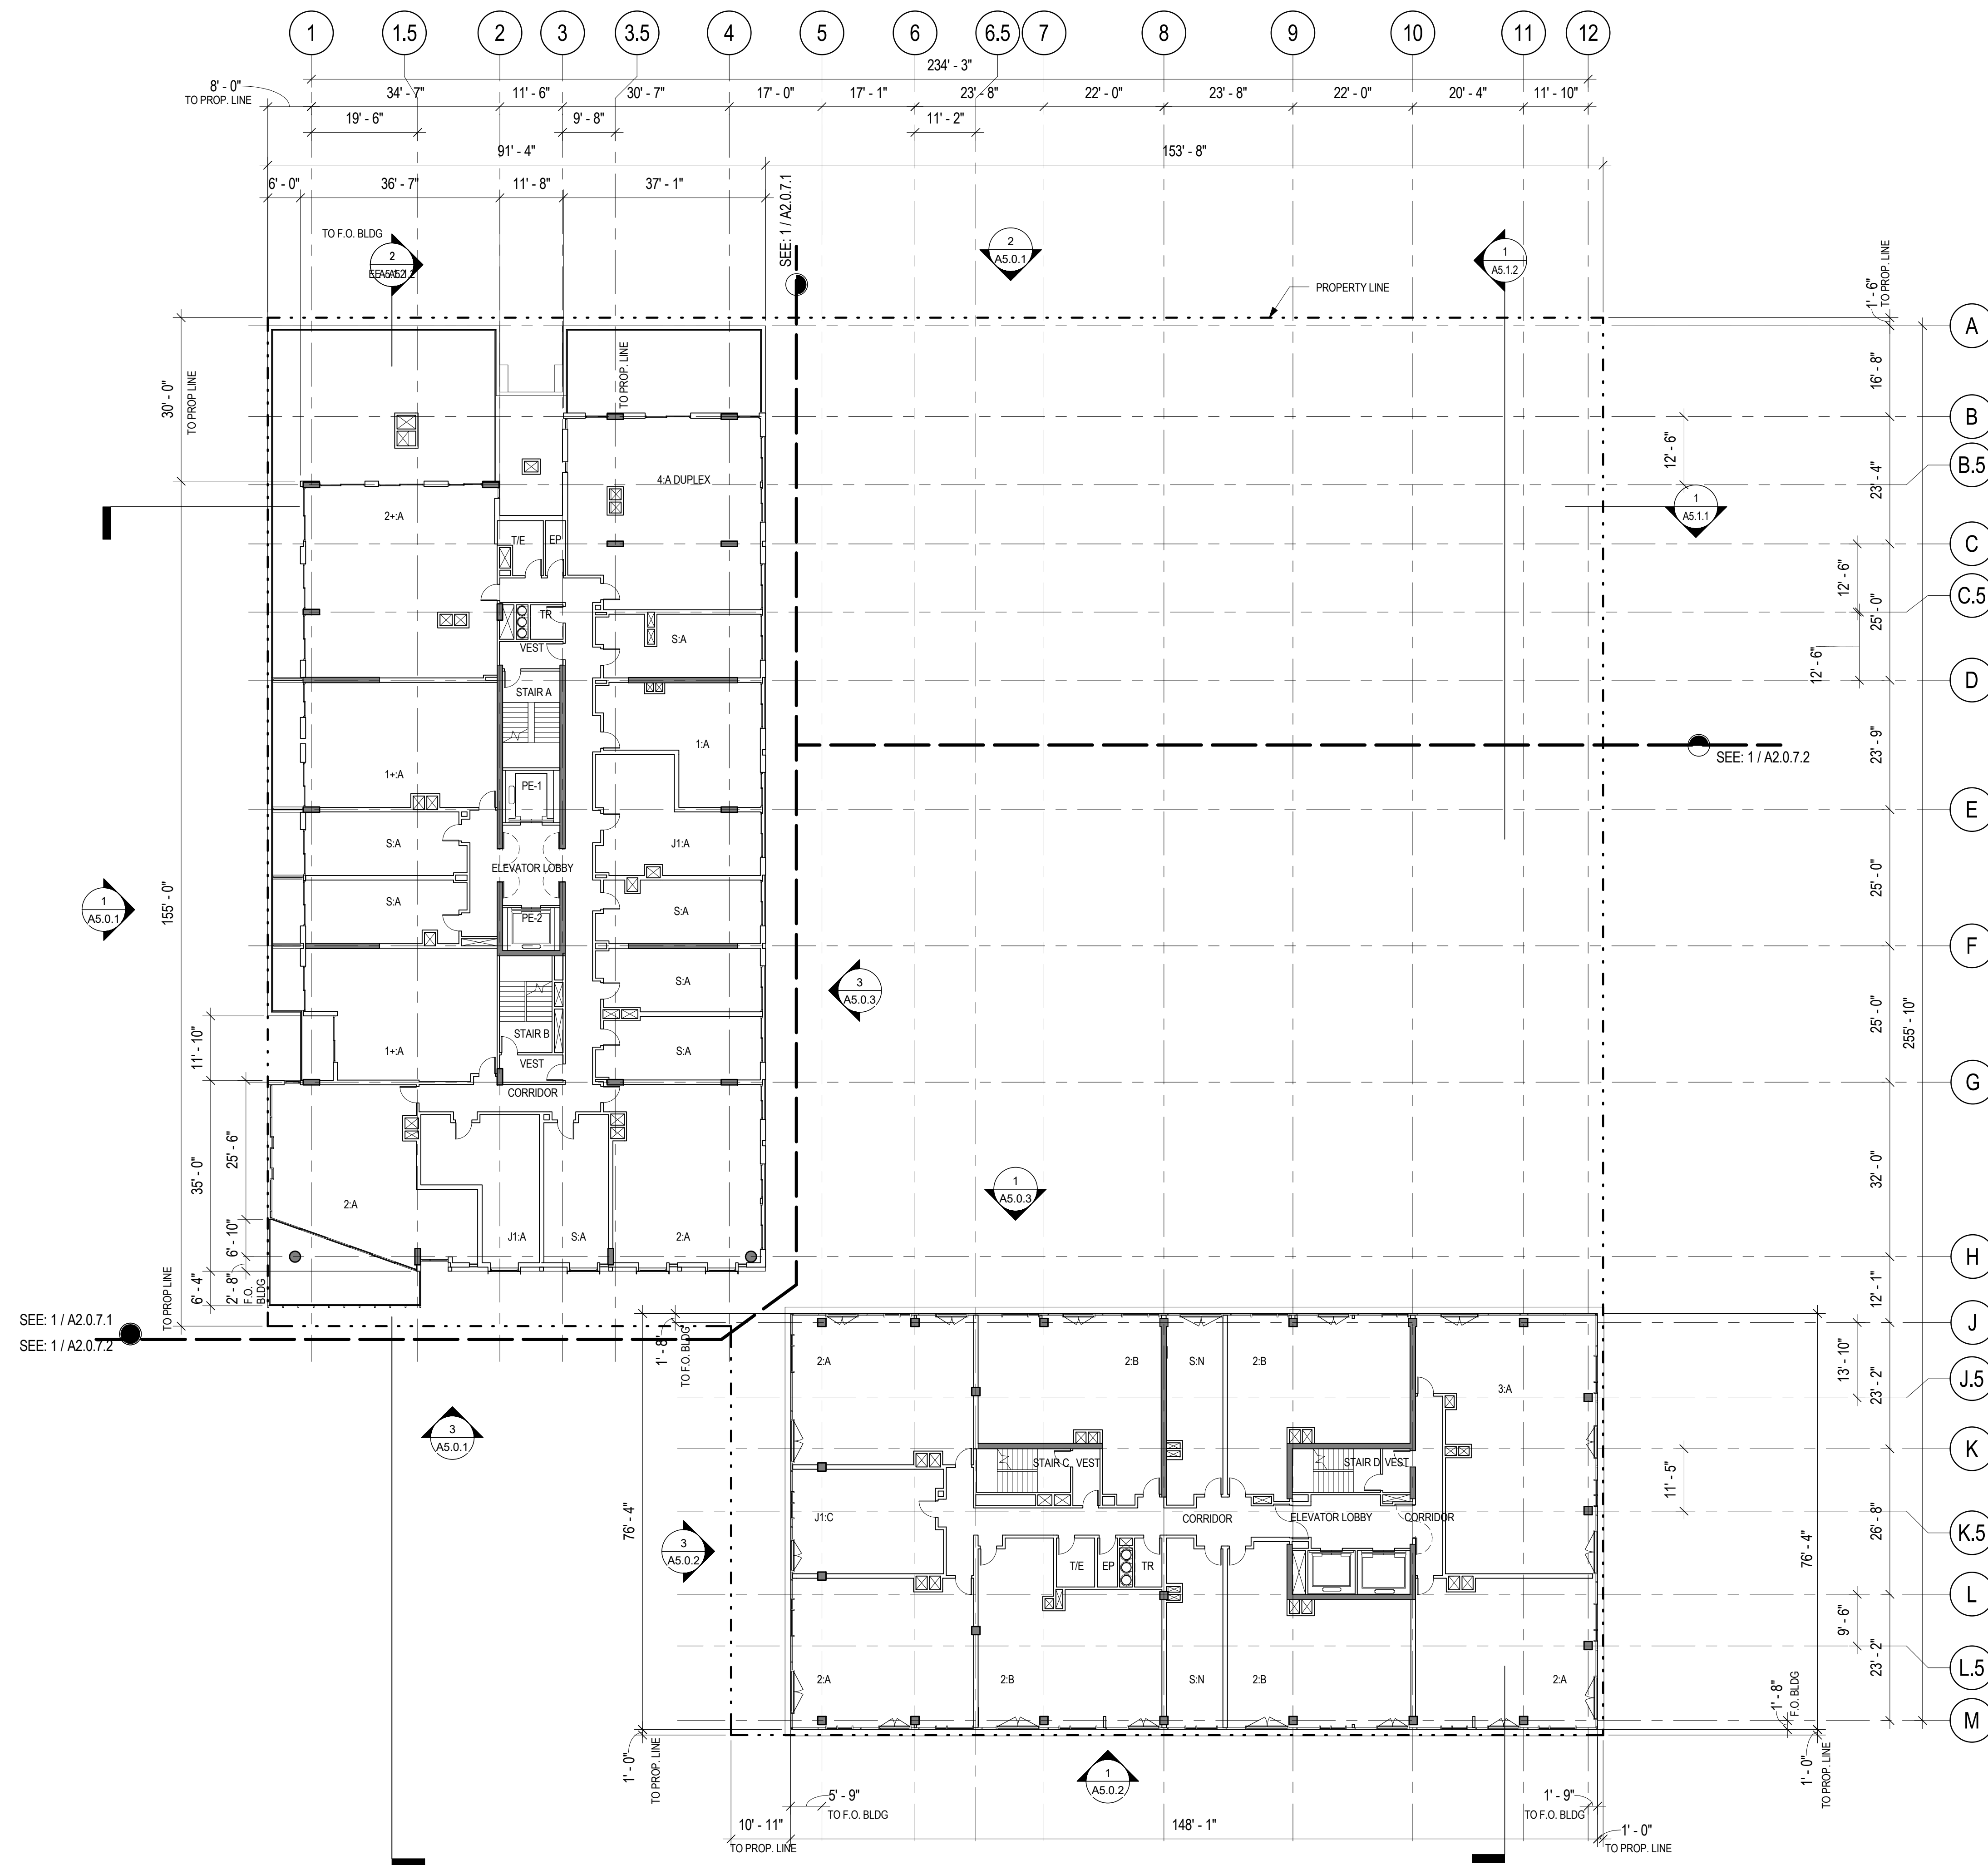 1 1.5 2 3 3.5 4 5 6 6.5 7 8 9 10 11 12
234' - 3"
8' - 0"
TO PROP. LINE
34' - 7" 11' - 6" 30' - 7" 17' - 0" 17' - 1" 23' - 8" 22' - 0" 23' - 8" 22' - 0" 20' - 4" 11' - 10"
19' - 6" 9' - 8" 11' - 2"
91' - 4" 153' - 8"
6' - 0" 36' - 7" 11' - 8" 37' - 1"
SEE: 1 / A2.0.7.1
TO F.O. BLDG
2
2
A5.0.1
1
A5.1.2
PROPERTY LINE
1' - 6"
TO PROP. LINE
A
30' - 0"
TO PROP LINE
TO PROP. LINE
16' - 8"
B
12' - 6"
B.5
23' - 4"
4:A DUPLEX
2+:A
1
A5.1.1
T/E EP
C
12' - 6"
C.5
25' - 0"
TR
S:A
VEST
12' - 6"
D
STAIR A
1:A
23' - 9"
SEE: 1 / A2.0.7.2
1+:A
PE-1
E
S:A
J1:A
ELEVATOR LOBBY
25' - 0"
1
A5.0.1
155' - 0"
S:A
S:A
PE-2
F
3
A5.0.3
S:A
25' - 0"
255' - 10"
STAIR B
11' - 10"
1+:A
S:A
VEST
CORRIDOR
G
25' - 6"
35' - 0"
32' - 0"
1
A5.0.3
2:A
J1:A
S:A
2:A
6' - 10"
H
6' - 4"
2' - 8"
F.O.
BLDG
TO PROP LINE
12' - 1"
SEE: 1 / A2.0.7.1
SEE: 1 / A2.0.7.2
J
1' - 8"
TO F.O. BLDG
2:A 2:B S:N 2:B
3:A
13' - 10"
J.5
23' - 2"
3
A5.0.1
K
STAIR C VEST
STAIR D VEST
11' - 5"
76' - 4"
J1:C
CORRIDOR
ELEVATOR LOBBY
CORRIDOR
K.5
26' - 8"
76' - 4"
3
A5.0.2
T/E EP TR
L
9' - 6"
2:A 2:B S:N 2:B 2:A
L.5
23' - 2"
1' - 8"
F.O. BLDG
M
1' - 0"
TO PROP. LINE
1
A5.0.2
1' - 0"
TO PROP. LINE
5' - 9"
TO F.O. BLDG
1' - 9"
TO F.O. BLDG
10' - 11"
TO PROP. LINE
148' - 1"
1' - 0"
TO PROP. LINE